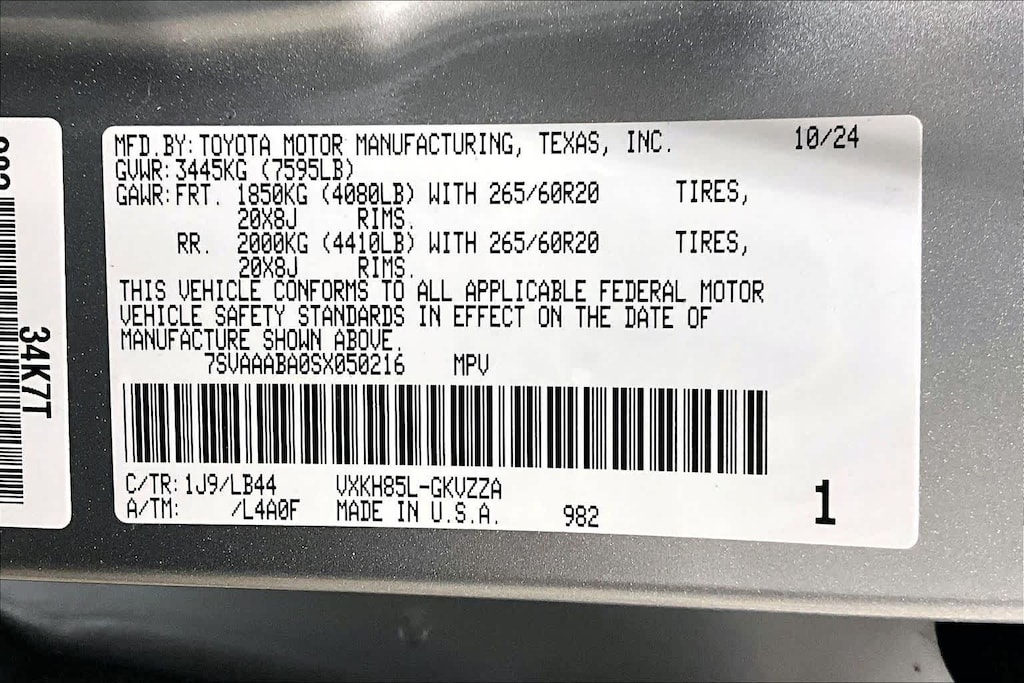 MFD.BY: TOYOTA MOTOR MANUFACTURING, TEXAS, INC. 10/24
GVWR: 3445KG (7595LB)
GAWR: FRT. 1850KG (4080LB) WITH 265/60R20 TIRES,
20X8J RIMS.
RR. 2000KG (4410LB) WITH 265/60R20 TIRES,
20X8J RIMS.
THIS VEHICLE CONFORMS TO ALL APPLICABLE FEDERAL MOTOR
VEHICLE SAFETY STANDARDS IN EFFECT ON THE DATE OF
MANUFACTURE SHOWN ABOVE.
7SVAAABA0SX050216 MPV
C/TR: 1J9/LB44 VXKH85L-GKVZZA
A/TM: /L4A0F MADE IN U.S.A. 982
1
34K7T